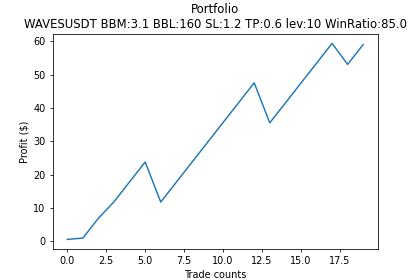 Portfolio
WAVESUSDT BBM:3.1 BBL:160 SL:1.2 TP:0.6 lev:10 WinRatio:85.0
60
50
40
30
20
10
0
Profit ($)
0.0 2.5 5.0 7.5 10.0 12.5 15.0 17.5
Trade counts